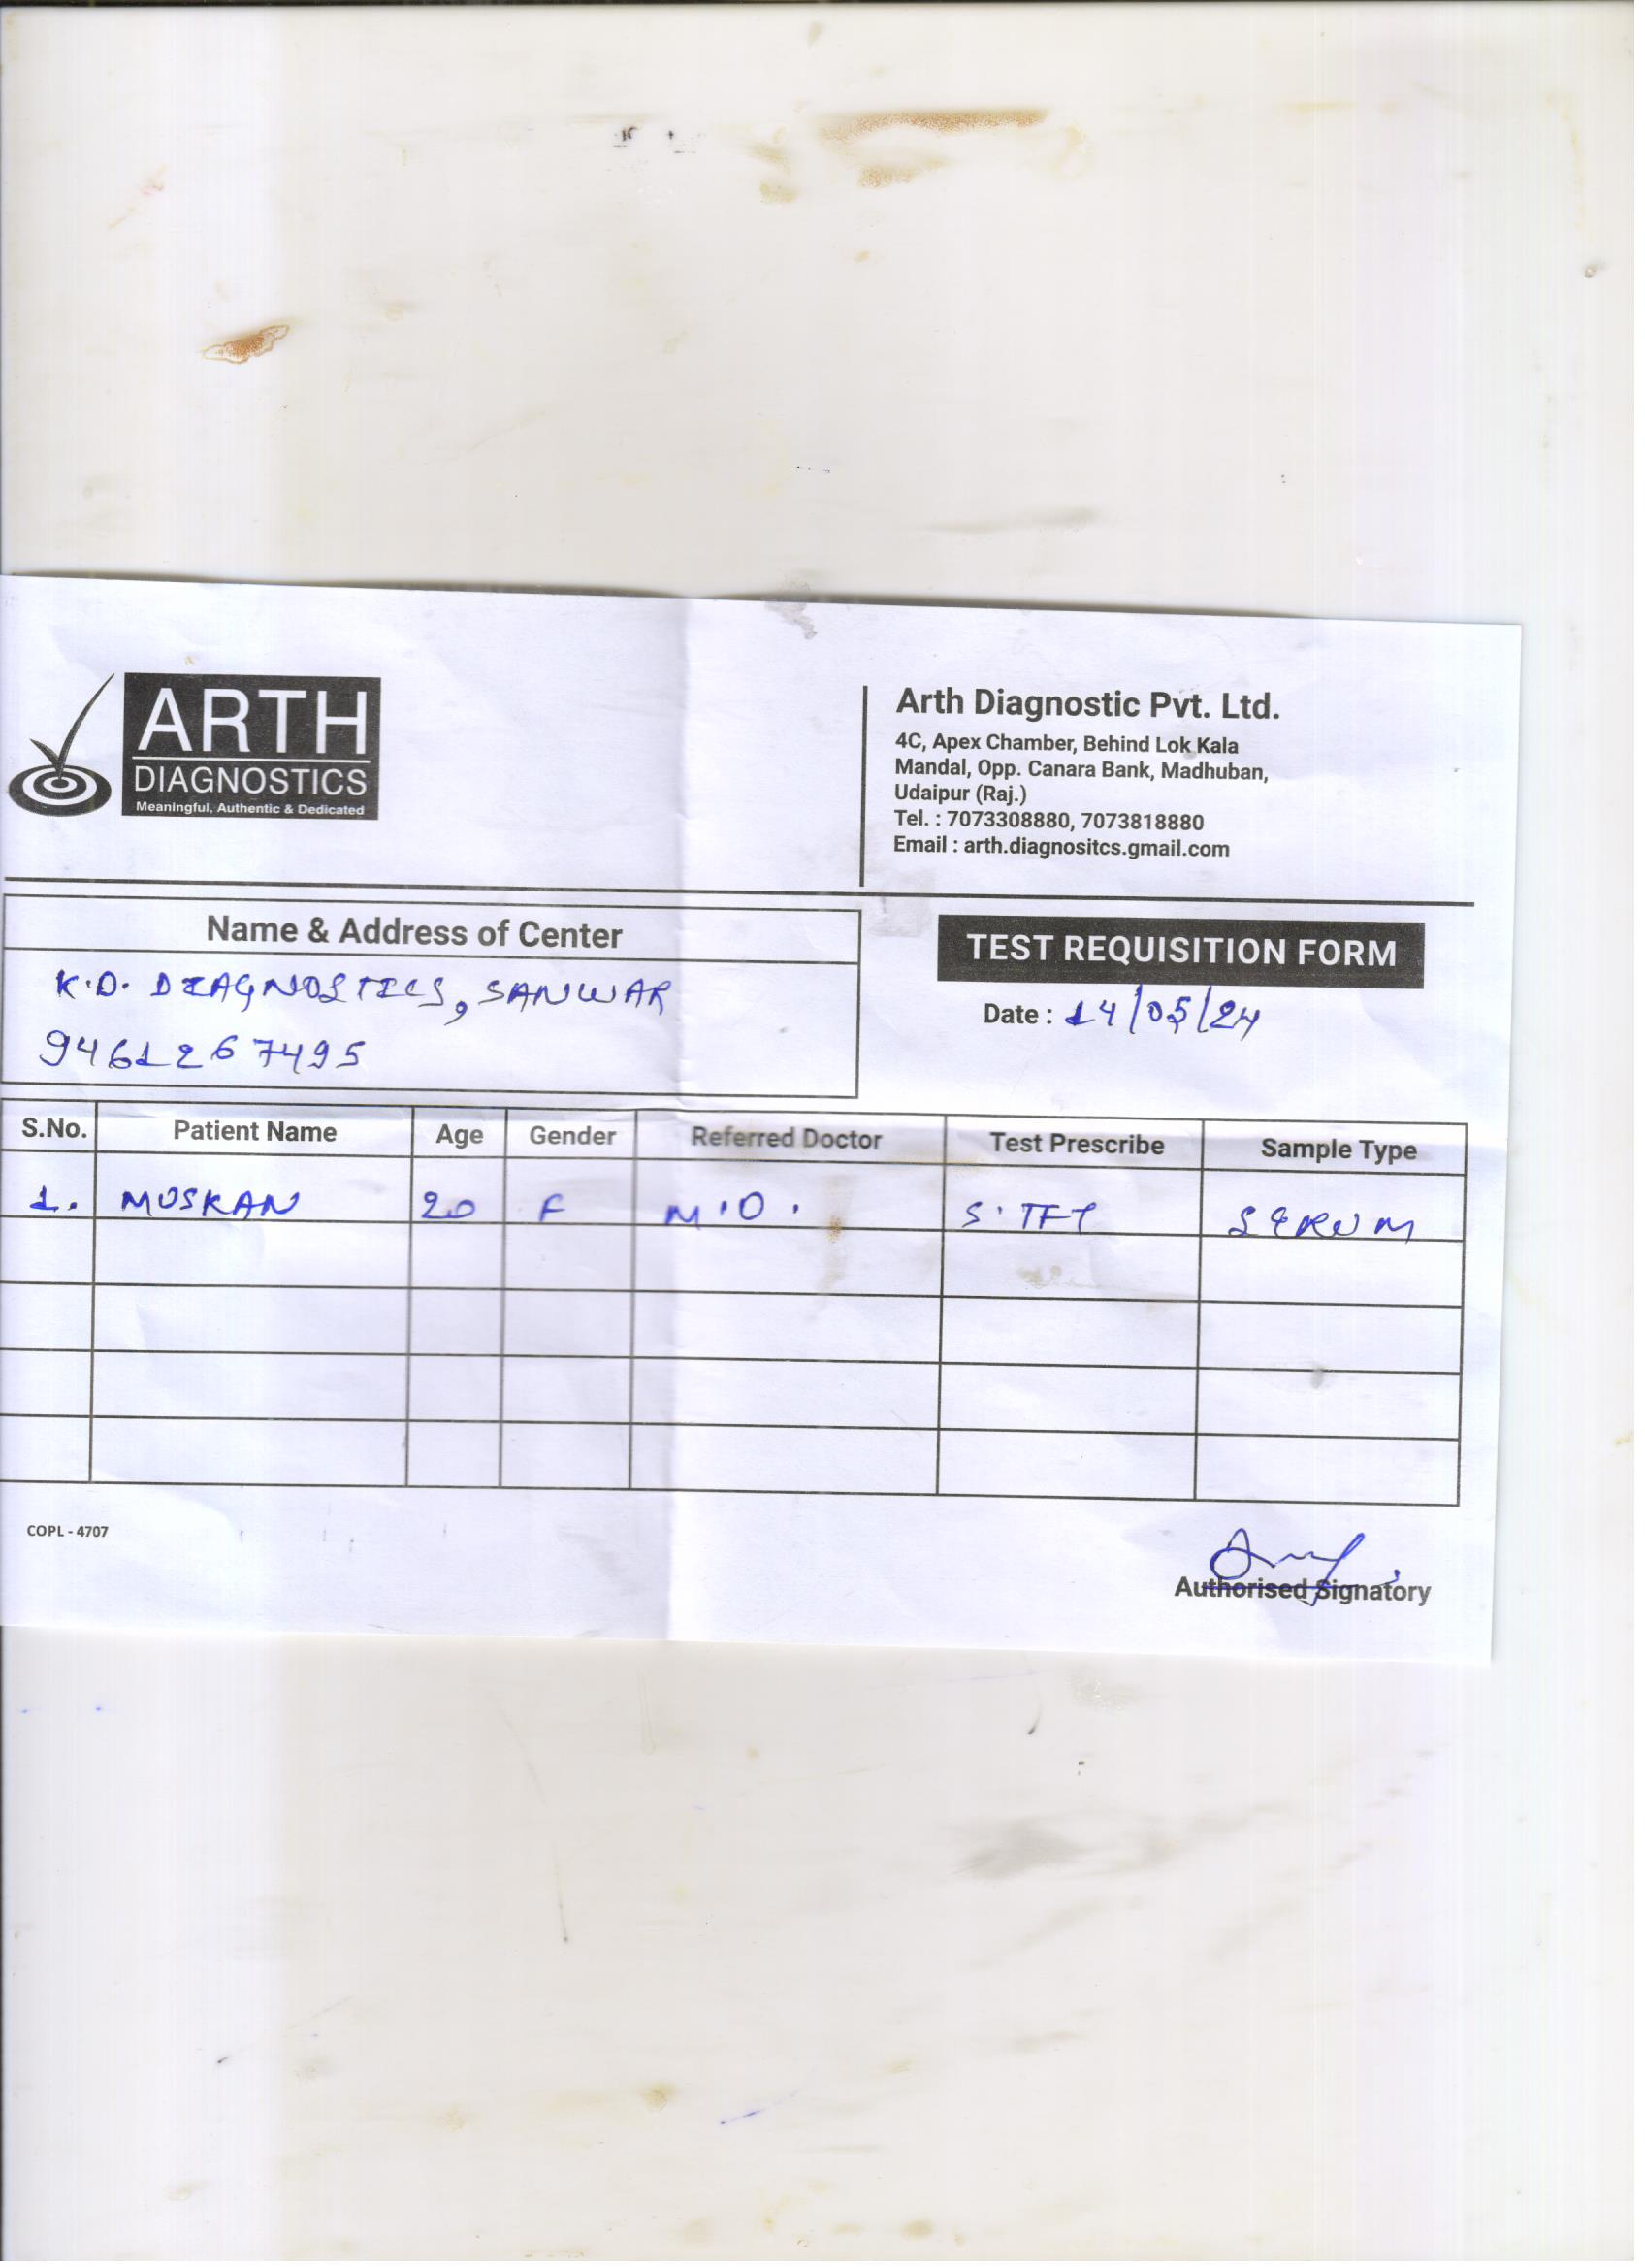 ARTH
DIAGNOSTICS
Meaningful, Authentic & Dedicated
Arth Diagnostic Pvt. Ltd.
4C, Apex Chamber, Behind Lok Kala
Mandal, Opp. Canara Bank, Madhuban,
Udaipur (Raj.)
Tel. : 7073308880, 7073818880
Email : arth.diagnositcs.gmail.com
Name & Address of Center
K.D. DIAGNOSTICS, SANWAR
9461267495
TEST REQUISITION FORM
Date : 14/05/24
S.No. Patient Name Age Gender Referred Doctor Test Prescribe Sample Type
1. MUSKAN 20 F M.O. S.TFT SERUM
COPL - 4707
Authorised Signatory